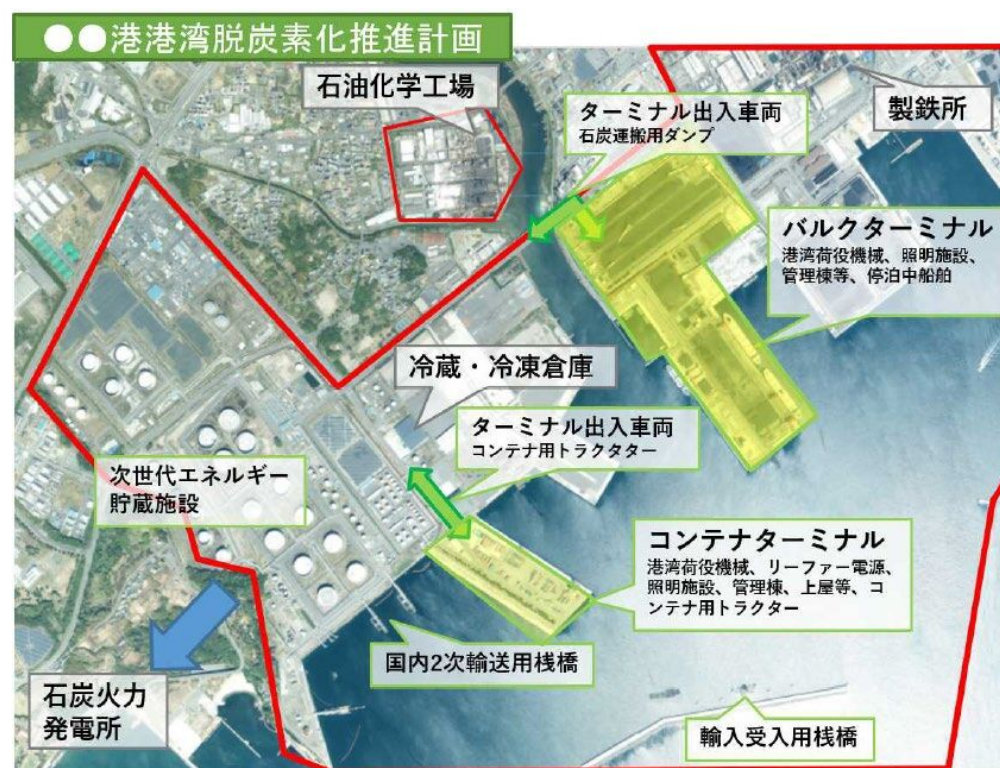 ●●港港湾脱炭素化推進計画
石油化学工場
ターミナル出入車両
石炭運搬用ダンプ
製鉄所
バルクターミナル
港湾荷役機械、照明施設、
管理棟等、停泊中船舶
冷蔵・冷凍倉庫
ターミナル出入車両
コンテナ用トラクタター
次世代エネルギー
貯蔵施設
コンテナターミナル
港湾荷役機械、リーファー電源、
照明施設、管理棟、上屋等、コ
ンテナ用トラクター
国内2次輸送用桟橋
石炭火力
発電所
輸入受入用桟橋